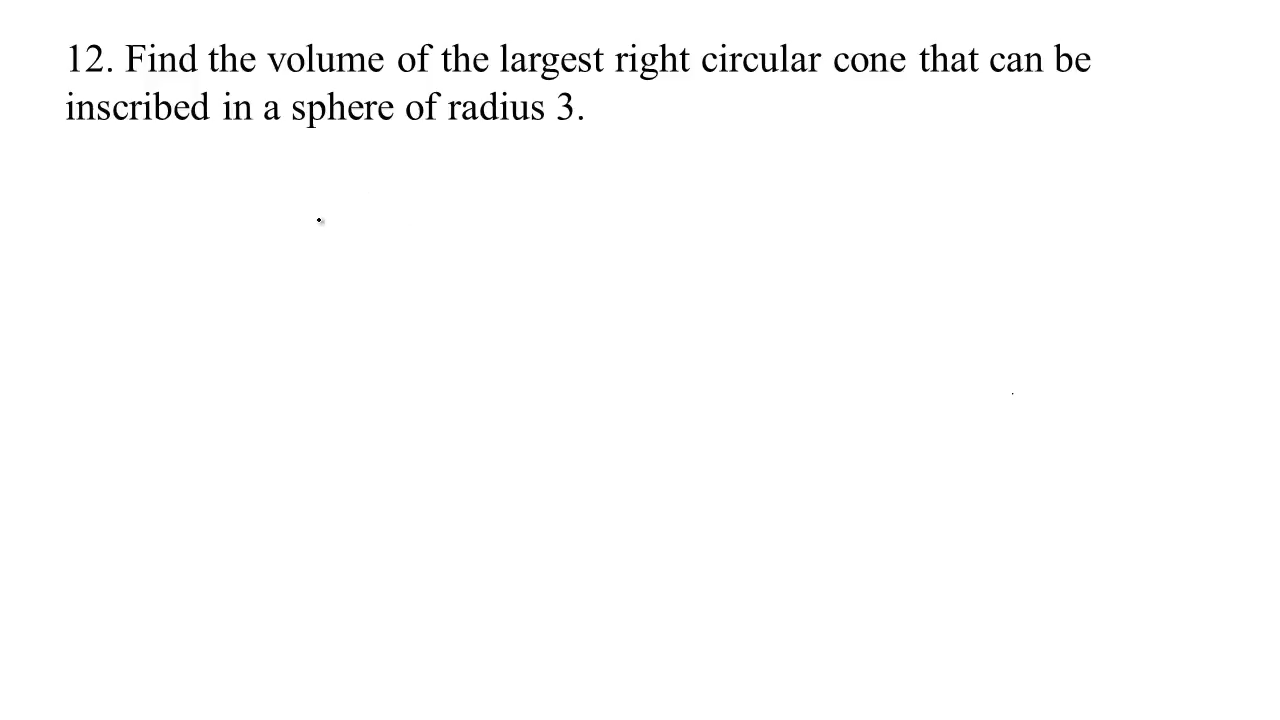 12. Find the volume of the largest right circular cone that can be
inscribed in a sphere of radius 3.